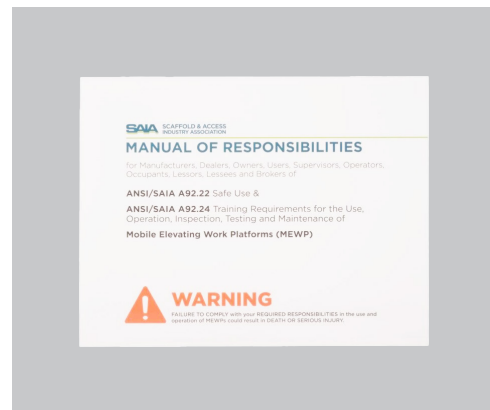 SAIA SCAFFOLD & ACCESS
INDUSTRY ASSOCIATION
MANUAL OF RESPONSIBILITIES
for Manufacturers, Dealers, Owners, Users, Supervisors, Operators,
Occupants, Lessors, Lessees and Brokers of
ANSI/SAIA A92.22 Safe Use &
ANSI/SAIA A92.24 Training Requirements for the Use,
Operation, Inspection, Testing and Maintenance of
Mobile Elevating Work Platforms (MEWP)
WARNING
FAILURE TO COMPLY with your REQUIRED RESPONSIBILITIES in the use and
operation of MEWPs could result in DEATH OR SERIOUS INJURY.